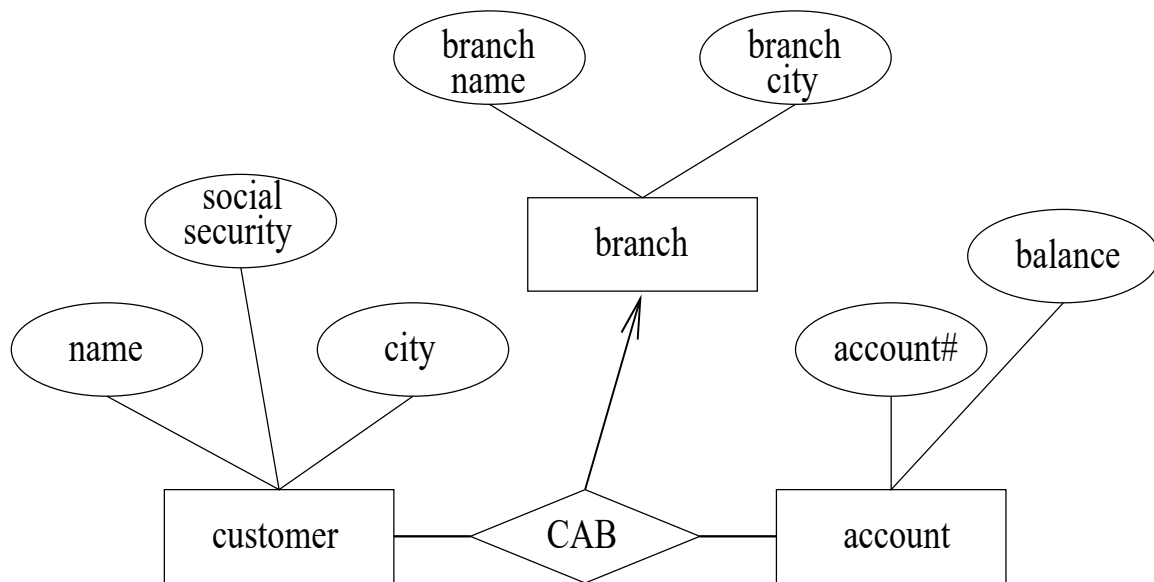 branch
name
branch
city
social
security
branch
balance
name
city
account#
customer
CAB
account